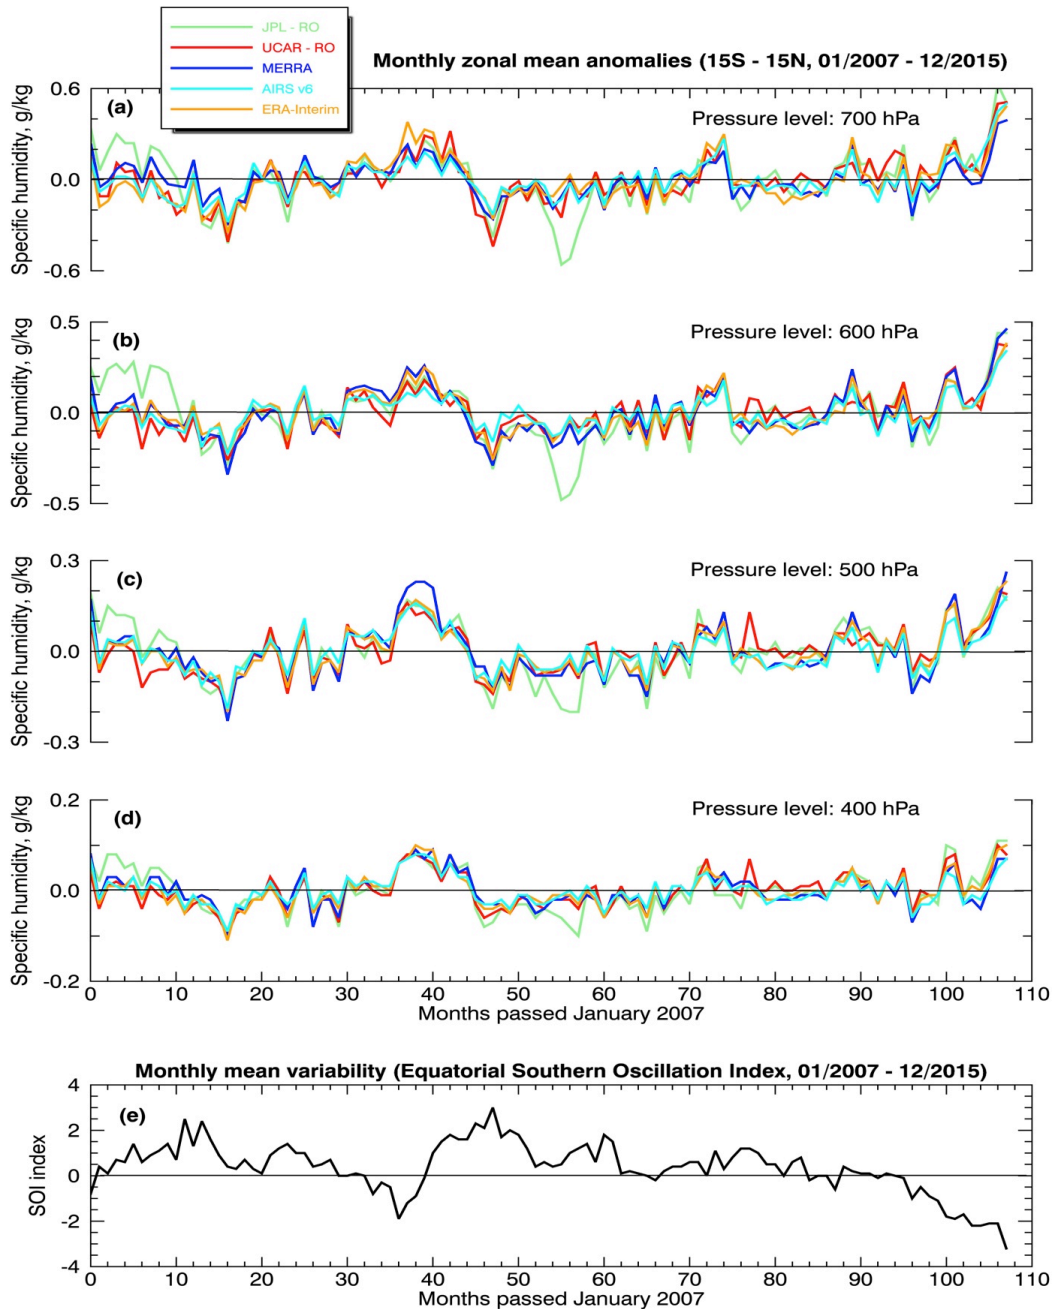 JPL - RO
UCAR - RO
MERRA
AIRS v6
ERA-Interim
Monthly zonal mean anomalies (15S - 15N, 01/2007 - 12/2015)
(a)
Pressure level: 700 hPa
Specific humidity, g/kg
0.6
0.0
-0.6
(b)
Pressure level: 600 hPa
Specific humidity, g/kg
0.5
0.0
-0.5
(c)
Pressure level: 500 hPa
Specific humidity, g/kg
0.3
0.0
-0.3
(d)
Pressure level: 400 hPa
Specific humidity, g/kg
0.2
0.0
-0.2
0 10 20 30 40 50 60 70 80 90 100 110
Months passed January 2007
Monthly mean variability (Equatorial Southern Oscillation Index, 01/2007 - 12/2015)
(e)
SOI index
4
2
0
-2
-4
0 10 20 30 40 50 60 70 80 90 100 110
Months passed January 2007